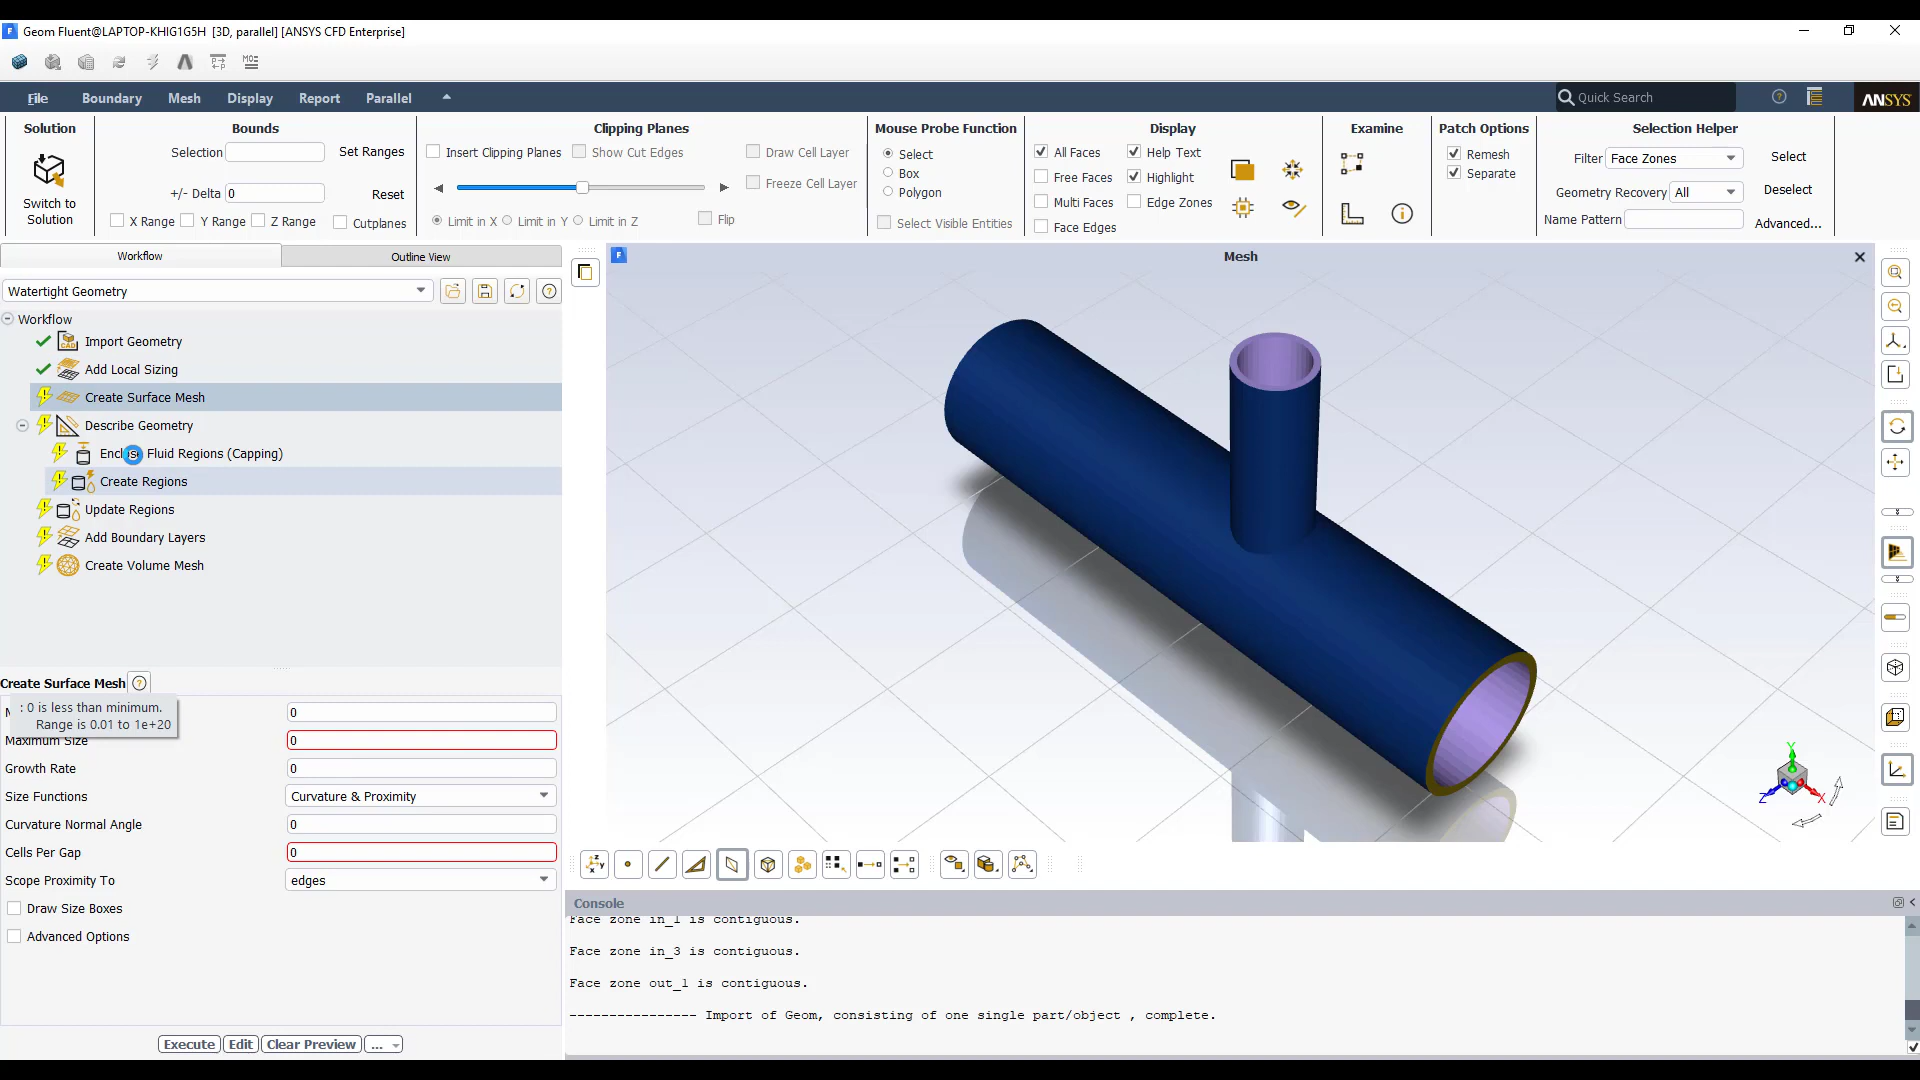 Geom Fluent@LAPTOP-KHIG1G5H [3D, parallel] [ANSYS CFD Enterprise]
File Boundary Mesh Display Report Parallel
Quick Search
ANSYS
Solution
Switch to
Solution
Bounds
Selection
Set Ranges
+/- Delta 0
Reset
X Range Y Range Z Range Cutplanes
Clipping Planes
Insert Clipping Planes Show Cut Edges Draw Cell Layer
Freeze Cell Layer
Limit in X Limit in Y Limit in Z Flip
Mouse Probe Function
Select
Box
Polygon
Select Visible Entities
Display
All Faces Help Text
Free Faces Highlight
Multi Faces Edge Zones
Face Edges
Examine
Patch Options
Remesh
Separate
Selection Helper
Filter Face Zones Select
Geometry Recovery All Deselect
Name Pattern Advanced...
Workflow Outline View
Watertight Geometry
Workflow
Import Geometry
Add Local Sizing
Create Surface Mesh
Describe Geometry
Enclose Fluid Regions (Capping)
Create Regions
Update Regions
Add Boundary Layers
Create Volume Mesh
Create Surface Mesh
: 0 is less than minimum.
Range is 0.01 to 1e+20
0
Maximum Size 0
Growth Rate 0
Size Functions Curvature & Proximity
Curvature Normal Angle 0
Cells Per Gap 0
Scope Proximity To edges
Draw Size Boxes
Advanced Options
Execute Edit Clear Preview ...
Mesh
Y
Z
X
Console
Face zone in_1 is contiguous.
Face zone in_3 is contiguous.
Face zone out_1 is contiguous.
---------------- Import of Geom, consisting of one single part/object , complete.